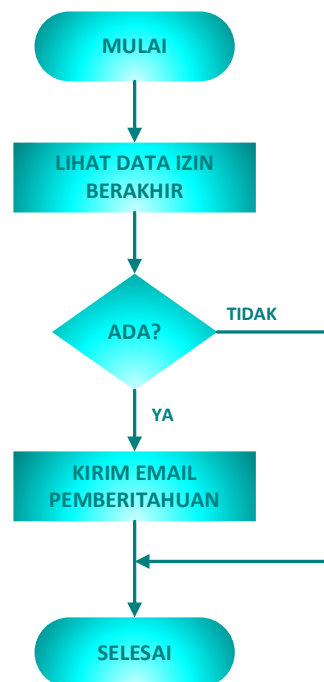 MULAI
LIHAT DATA IZIN
BERAKHIR
ADA?
TIDAK
YA
KIRIM EMAIL
PEMBERITAHUAN
SELESAI